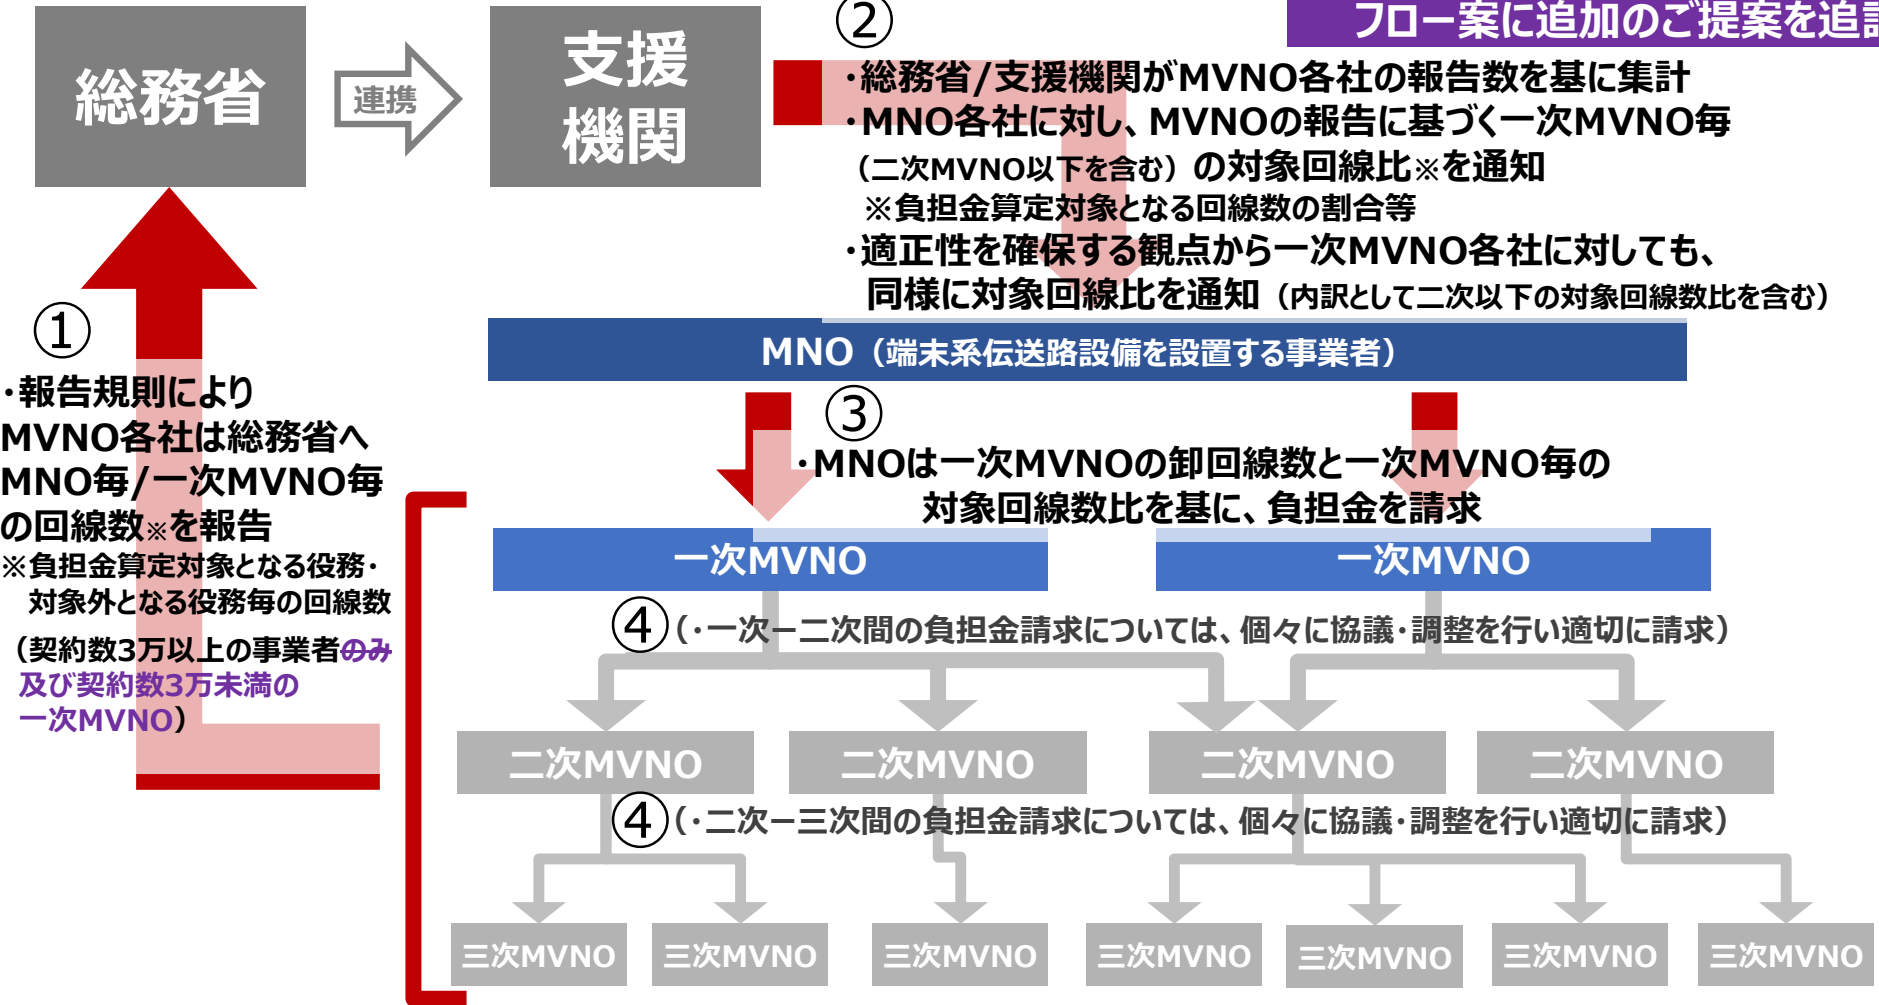 フロー案に追加のご提案を追
総務省
連携
支援
機関
②
・総務省/支援機関がMVNO各社の報告数を基に集計
・MNO各社に対し、MVNOの報告に基づく一次MVNO毎
（二次MVNO以下を含む）の対象回線比※を通知
※負担金算定対象となる回線数の割合等
・適正性を確保する観点から一次MVNO各社に対しても、
同様に対象回線比を通知（内訳として二次以下の対象回線数比を含む）
①
・報告規則により
MVNO各社は総務省へ
MNO毎/一次MVNO毎
の回線数※を報告
※負担金算定対象となる役務・
対象外となる役務毎の回線数
（契約数3万以上の事業者のみ
及び契約数3万未満の
一次MVNO）
MNO（端末系伝送路設備を設置する事業者）
③
・MNOは一次MVNOの卸回線数と一次MVNO毎の
対象回線数比を基に、負担金を請求
一次MVNO
一次MVNO
④（・一次ー二次間の負担金請求については、個々に協議・調整を行い適切に請求）
二次MVNO
二次MVNO
二次MVNO
二次MVNO
④（・二次ー三次間の負担金請求については、個々に協議・調整を行い適切に請求）
三次MVNO
三次MVNO
三次MVNO
三次MVNO
三次MVNO
三次MVNO
三次MVNO